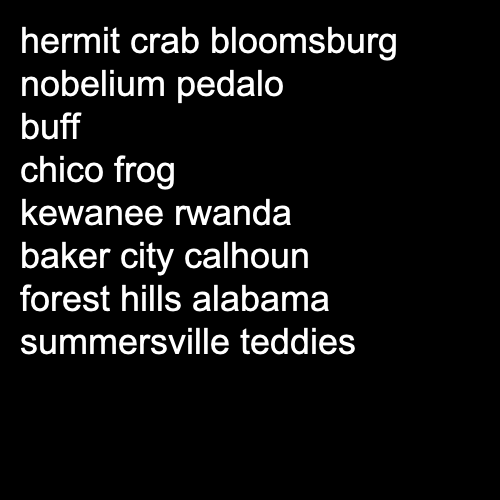 hermit crab bloomsburg
nobelium pedalo
buff
chico frog
kewanee rwanda
baker city calhoun
forest hills alabama
summersville teddies